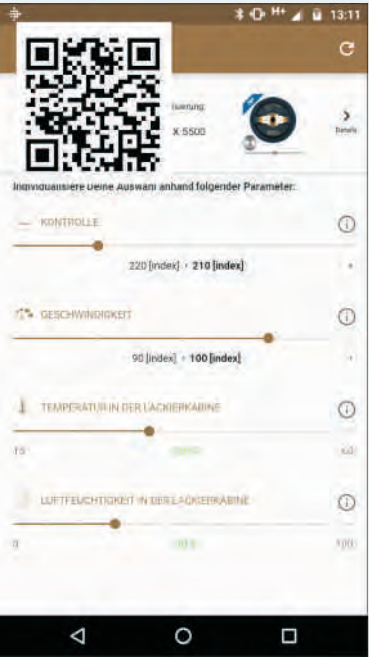 H+ 13:11
X 5500
Details
Individualisiere Deine Auswahl anhand folgender Parameter:
KONTROLLE
220 [index] › 210 [index]
GESCHWINDIGKEIT
90 [index] › 100 [index]
TEMPERATUR IN DER LACKIERKABINE
15
LUFTFEUCHTIGKEIT IN DER LACKIERKABINE
0
100